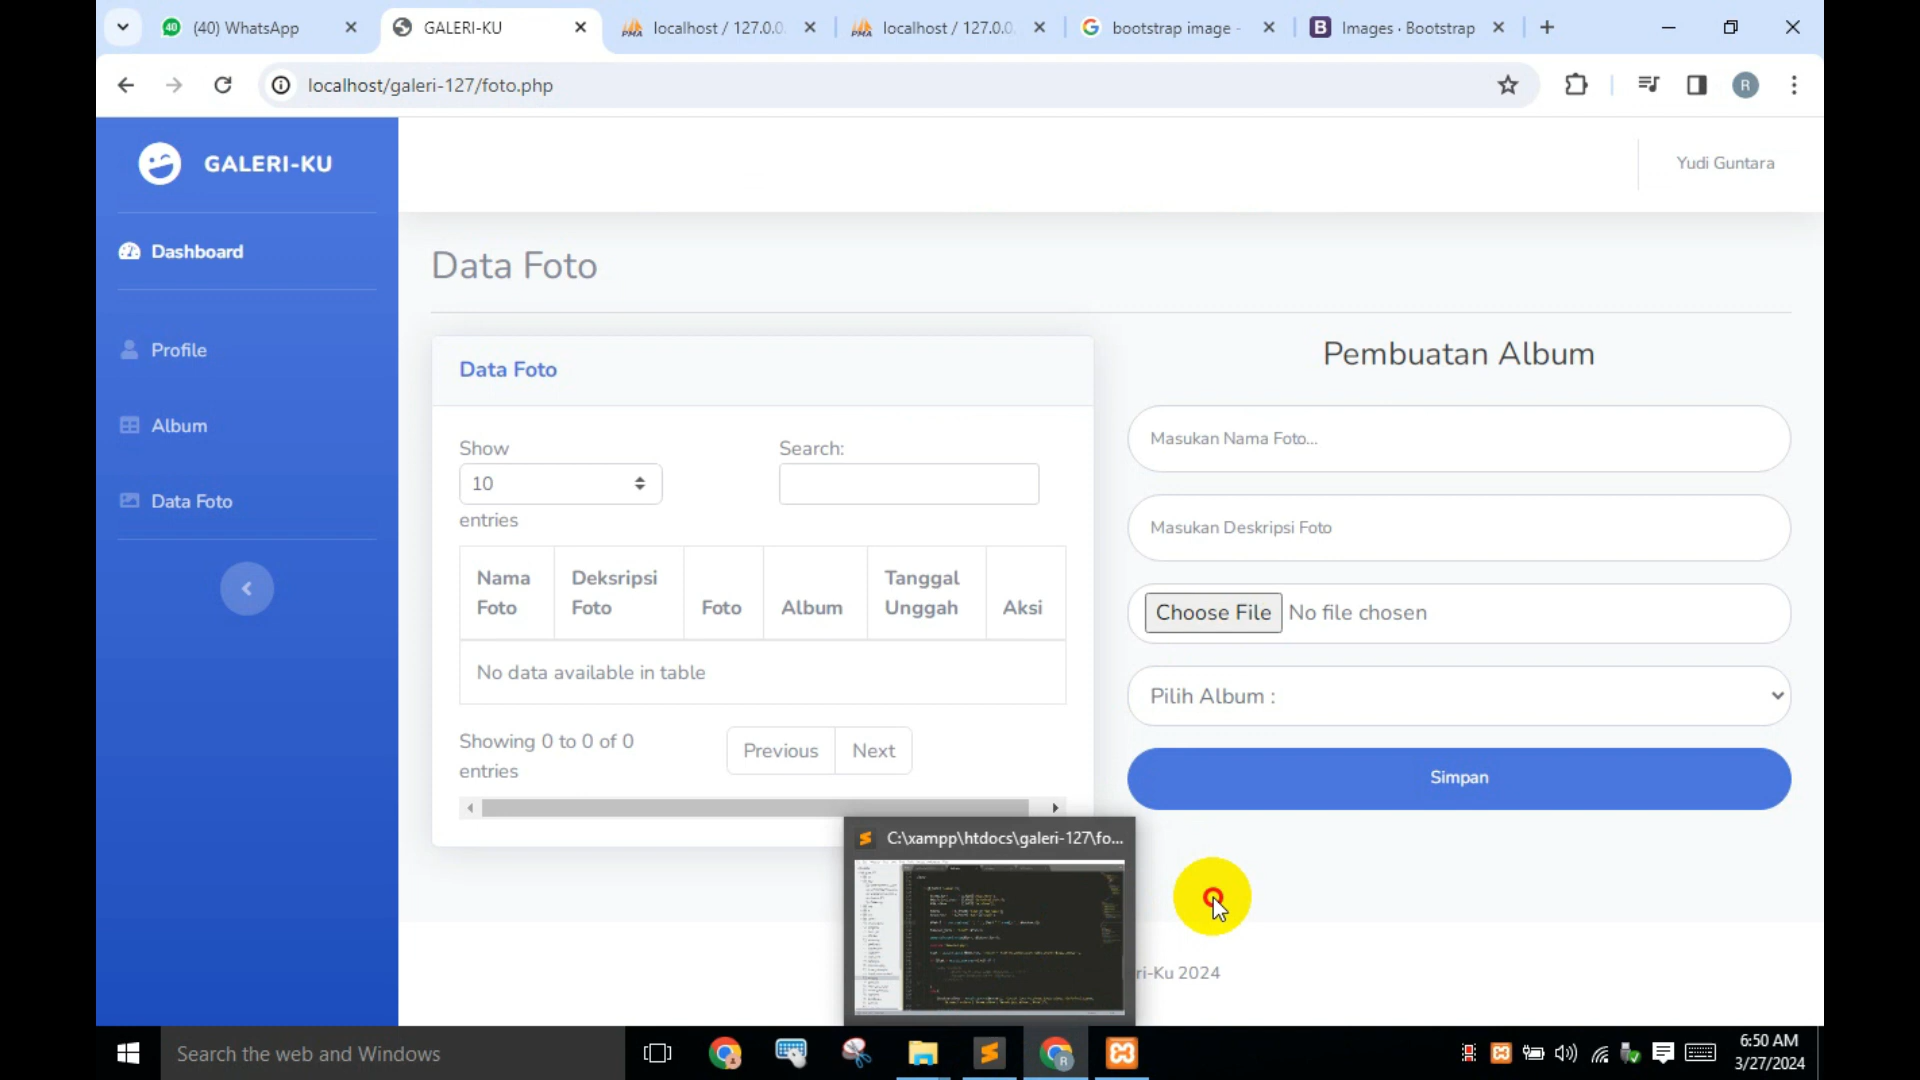 40 (40) WhatsApp
GALERI-KU
PMA localhost / 127.0.0.
PMA localhost / 127.0.0.
G bootstrap image -
B Images · Bootstrap
localhost/galeri-127/foto.php
R
GALERI-KU
Yudi Guntara
Dashboard
Profile
Album
Data Foto
Data Foto
Data Foto
Show
10
entries
Search:
Nama Foto
Deksripsi Foto
Foto
Album
Tanggal Unggah
Aksi
No data available in table
Showing 0 to 0 of 0
entries
Previous
Next
Pembuatan Album
Masukan Nama Foto...
Masukan Deskripsi Foto
Choose File No file chosen
Pilih Album :
Simpan
C:\xampp\htdocs\galeri-127\fo...
ri-Ku 2024
Search the web and Windows
6:50 AM
3/27/2024